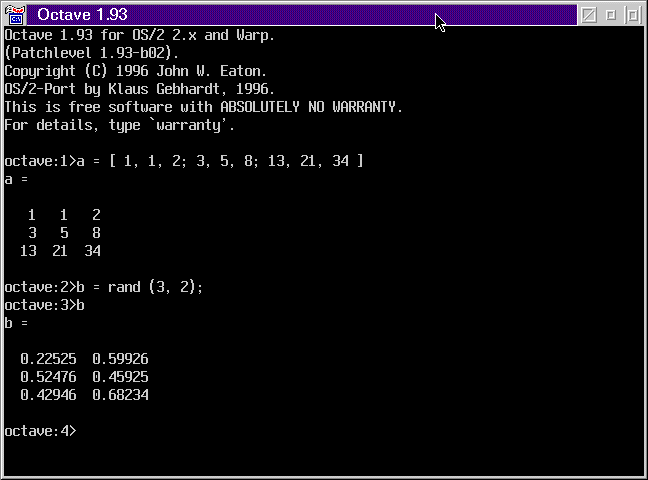 Octave 1.93
Octave 1.93 for OS/2 2.x and Warp.
(Patchlevel 1.93-b02).
Copyright (C) 1996 John W. Eaton.
OS/2-Port by Klaus Gebhardt, 1996.
This is free software with ABSOLUTELY NO WARRANTY.
For details, type `warranty'.
octave:1>a = [ 1, 1, 2; 3, 5, 8; 13, 21, 34 ]
a =
1 1 2
3 5 8
13 21 34
octave:2>b = rand (3, 2);
octave:3>b
b =
0.22525 0.59926
0.52476 0.45925
0.42946 0.68234
octave:4>